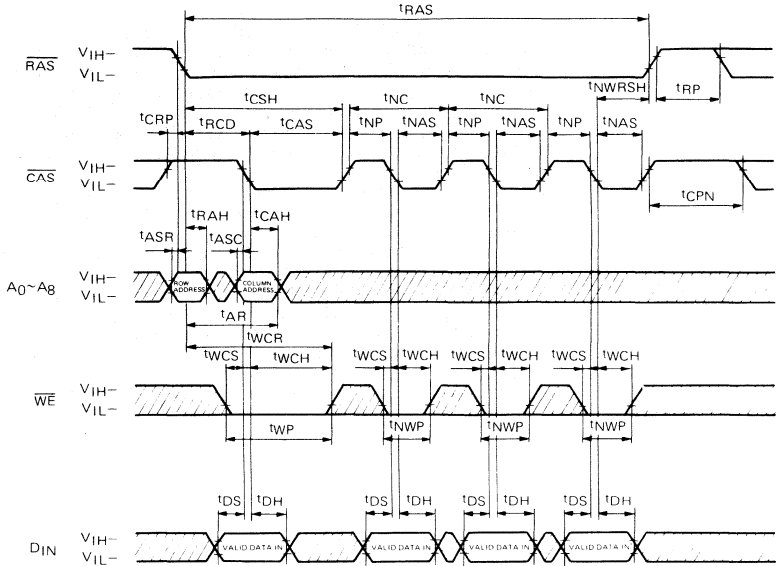 tRAS
RAS VIH–
VIL–
tNWRSH
tRP
tCSH tNC tNC
tCRP tRCD tCAS tNP tNAS tNP tNAS tNP tNAS
CAS VIH–
VIL–
tCPN
tRAH tCAH
tASR tASC
A0~A8 VIH–
VIL–
ROW ADDRESS
COLUMN ADDRESS
tAR
tWCR
tWCS tWCH tWCS tWCH tWCS tWCH tWCS tWCH
WE VIH–
VIL–
tWP tNWP tNWP tNWP
tDS tDH tDS tDH tDS tDH tDS tDH
DIN VIH–
VIL–
VALID DATA IN VALID DATA IN VALID DATA IN VALID DATA IN